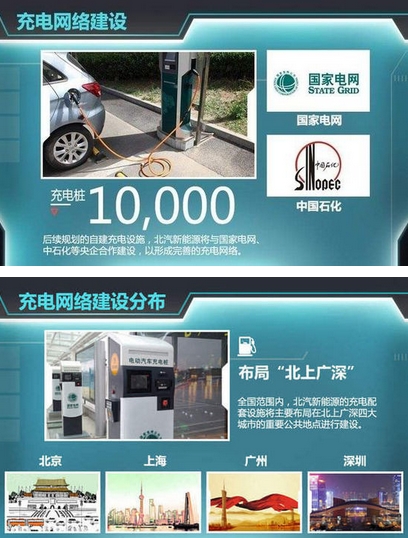 充电网络建设
国家电网
STATE GRID
国家电网
中国石化
SINOPEC
中国石化
充电桩
10,000
后续规划的自建充电设施，北汽新能源将与国家电网、
中石化等央企合作建设，以形成完善的充电网络。
充电网络建设分布
电动汽车充电桩
布局“北上广深”
全国范围内，北汽新能源的充电配
套设施将主要布局在北上广深四大
城市的重要公共地点进行建设。
北京
上海
广州
深圳